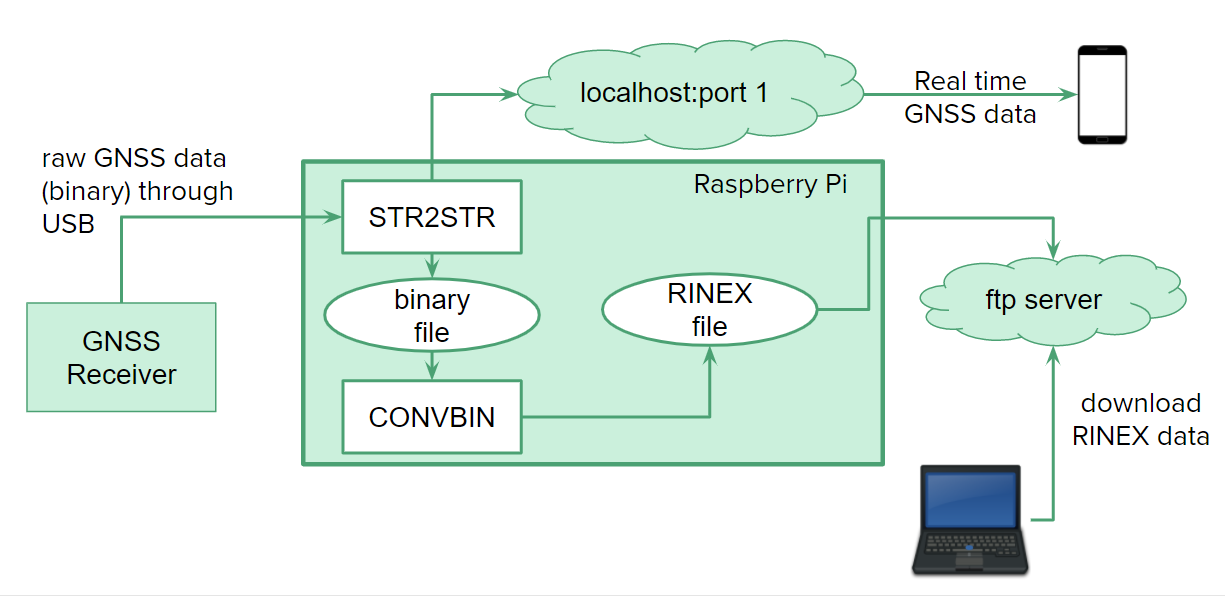 localhost:port 1
Real time
GNSS data
raw GNSS data
(binary) through
USB
Raspberry Pi
STR2STR
binary
file
RINEX
file
ftp server
GNSS
Receiver
CONVBIN
download
RINEX data